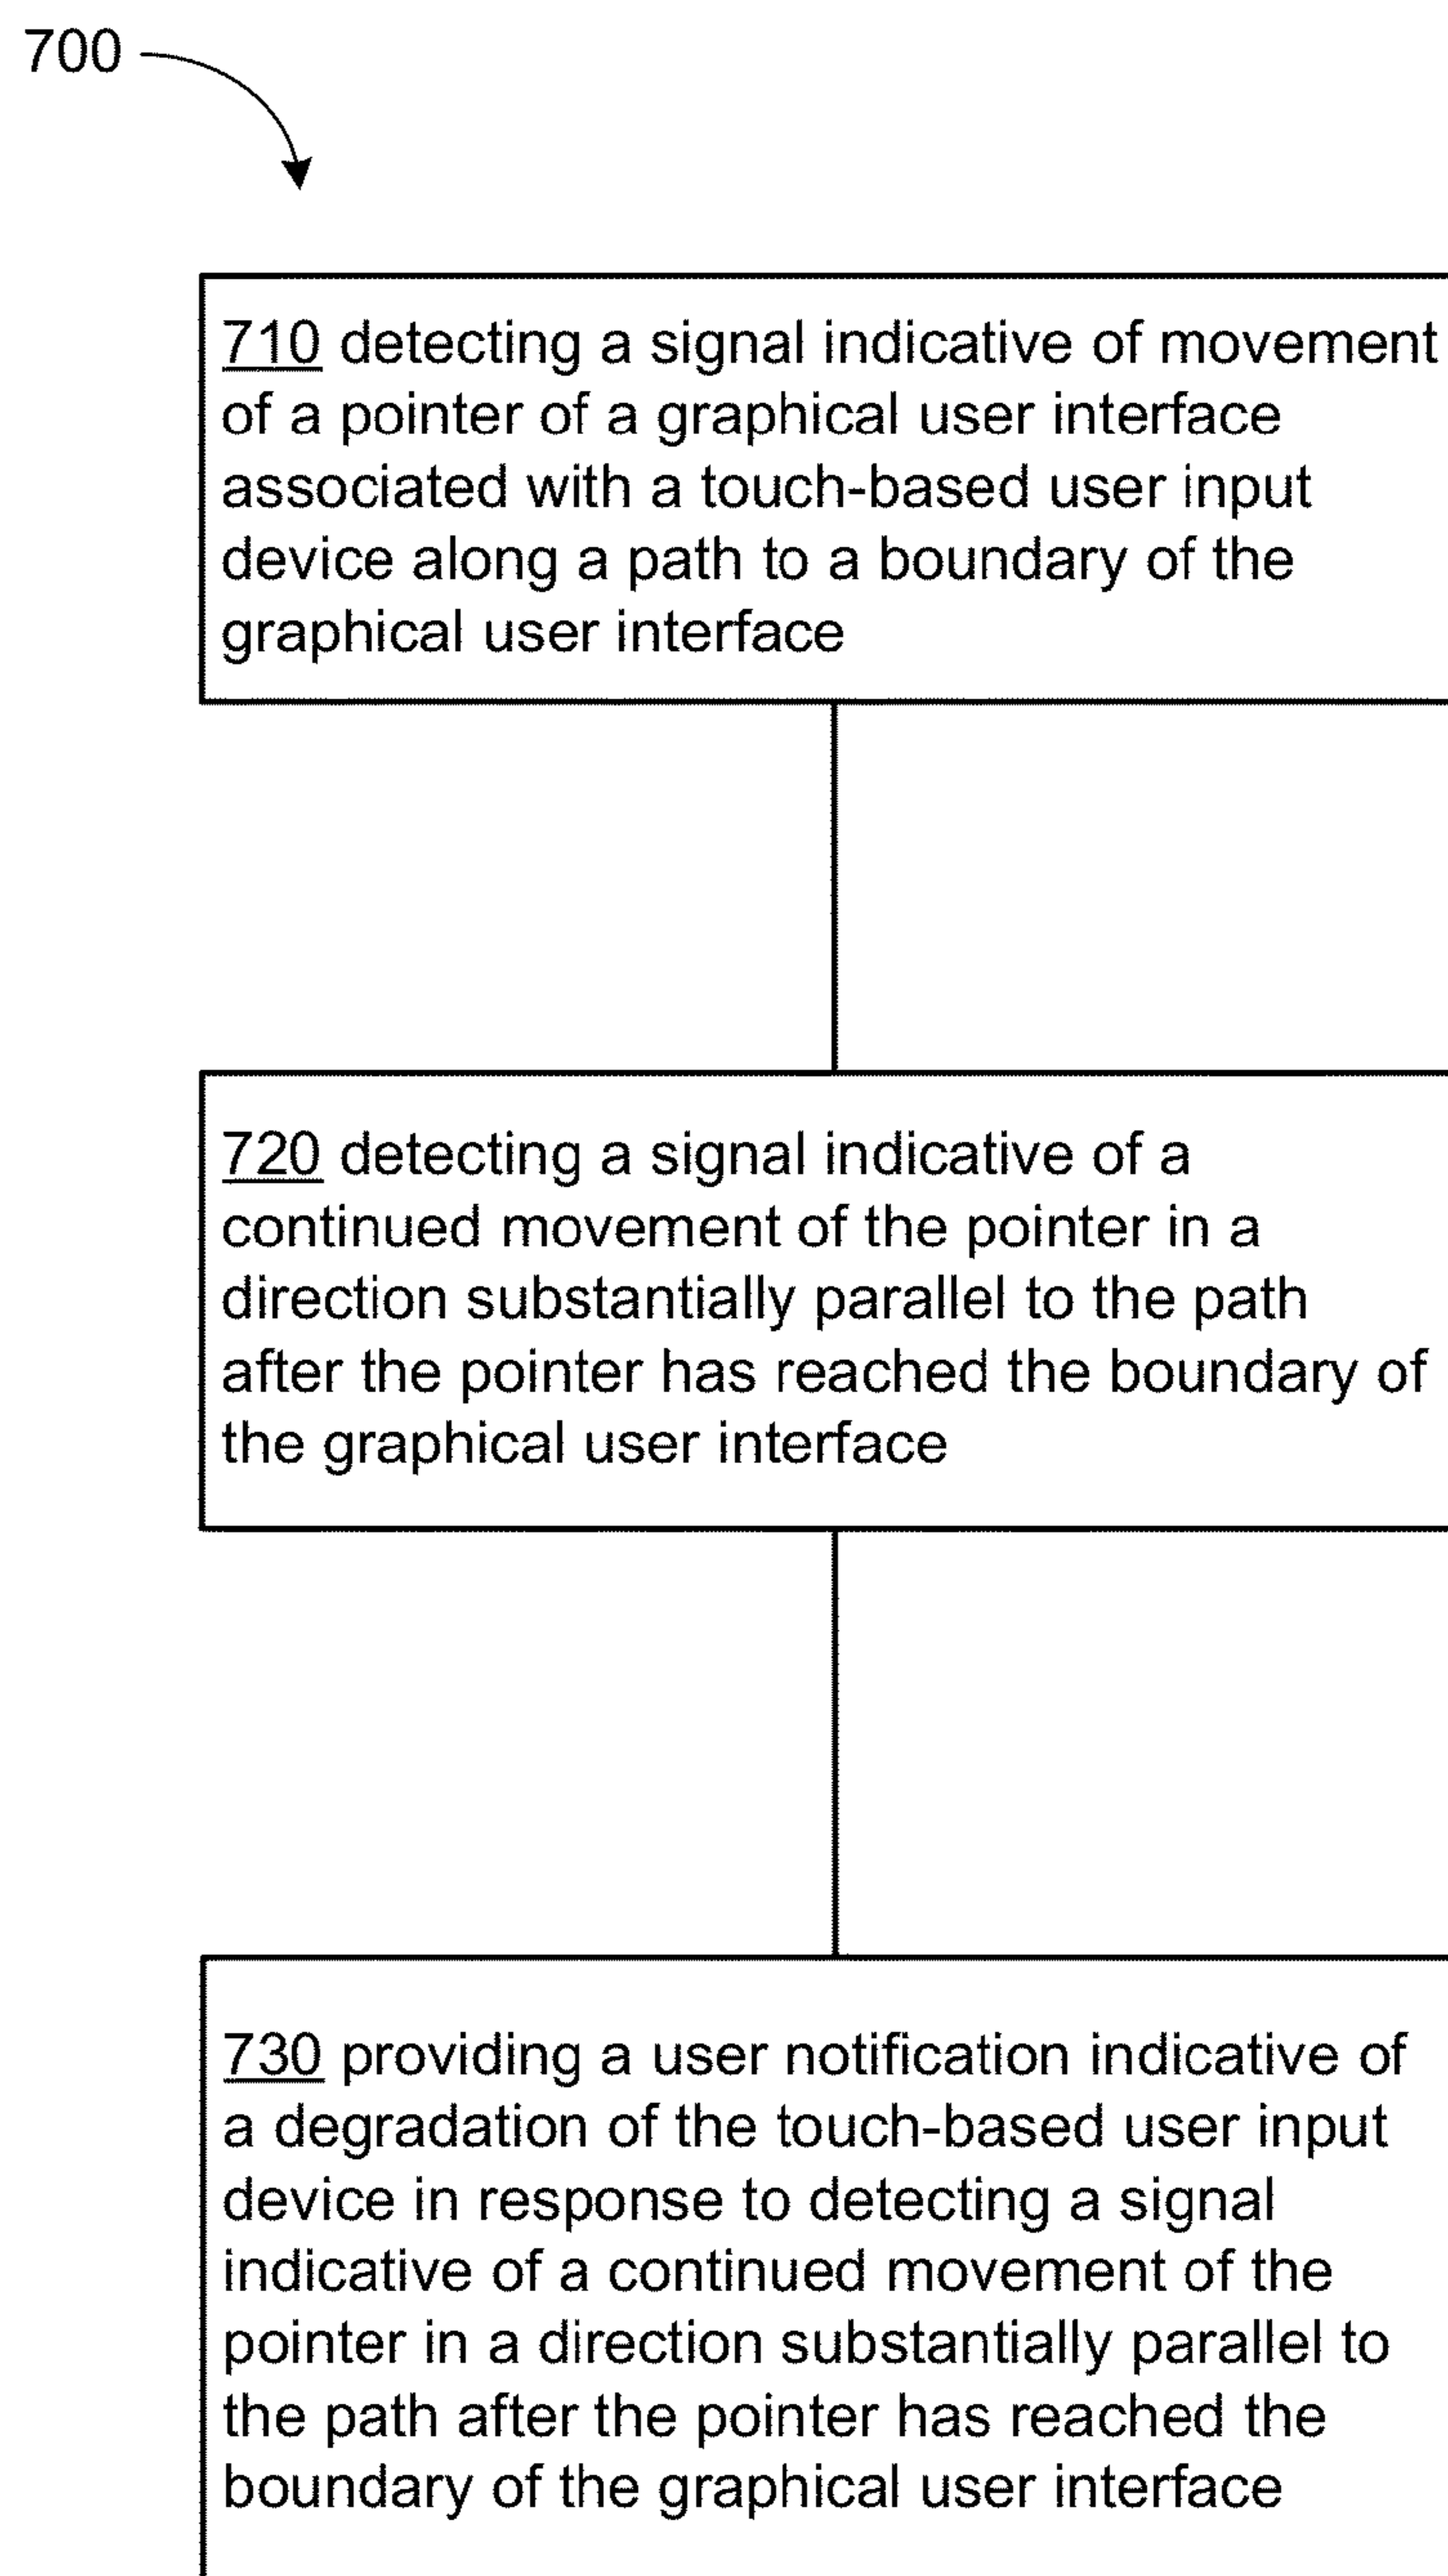 700
710 detecting a signal indicative of movement
of a pointer of a graphical user interface
associated with a touch-based user input
device along a path to a boundary of the
graphical user interface
720 detecting a signal indicative of a
continued movement of the pointer in a
direction substantially parallel to the path
after the pointer has reached the boundary of
the graphical user interface
730 providing a user notification indicative of
a degradation of the touch-based user input
device in response to detecting a signal
indicative of a continued movement of the
pointer in a direction substantially parallel to
the path after the pointer has reached the
boundary of the graphical user interface